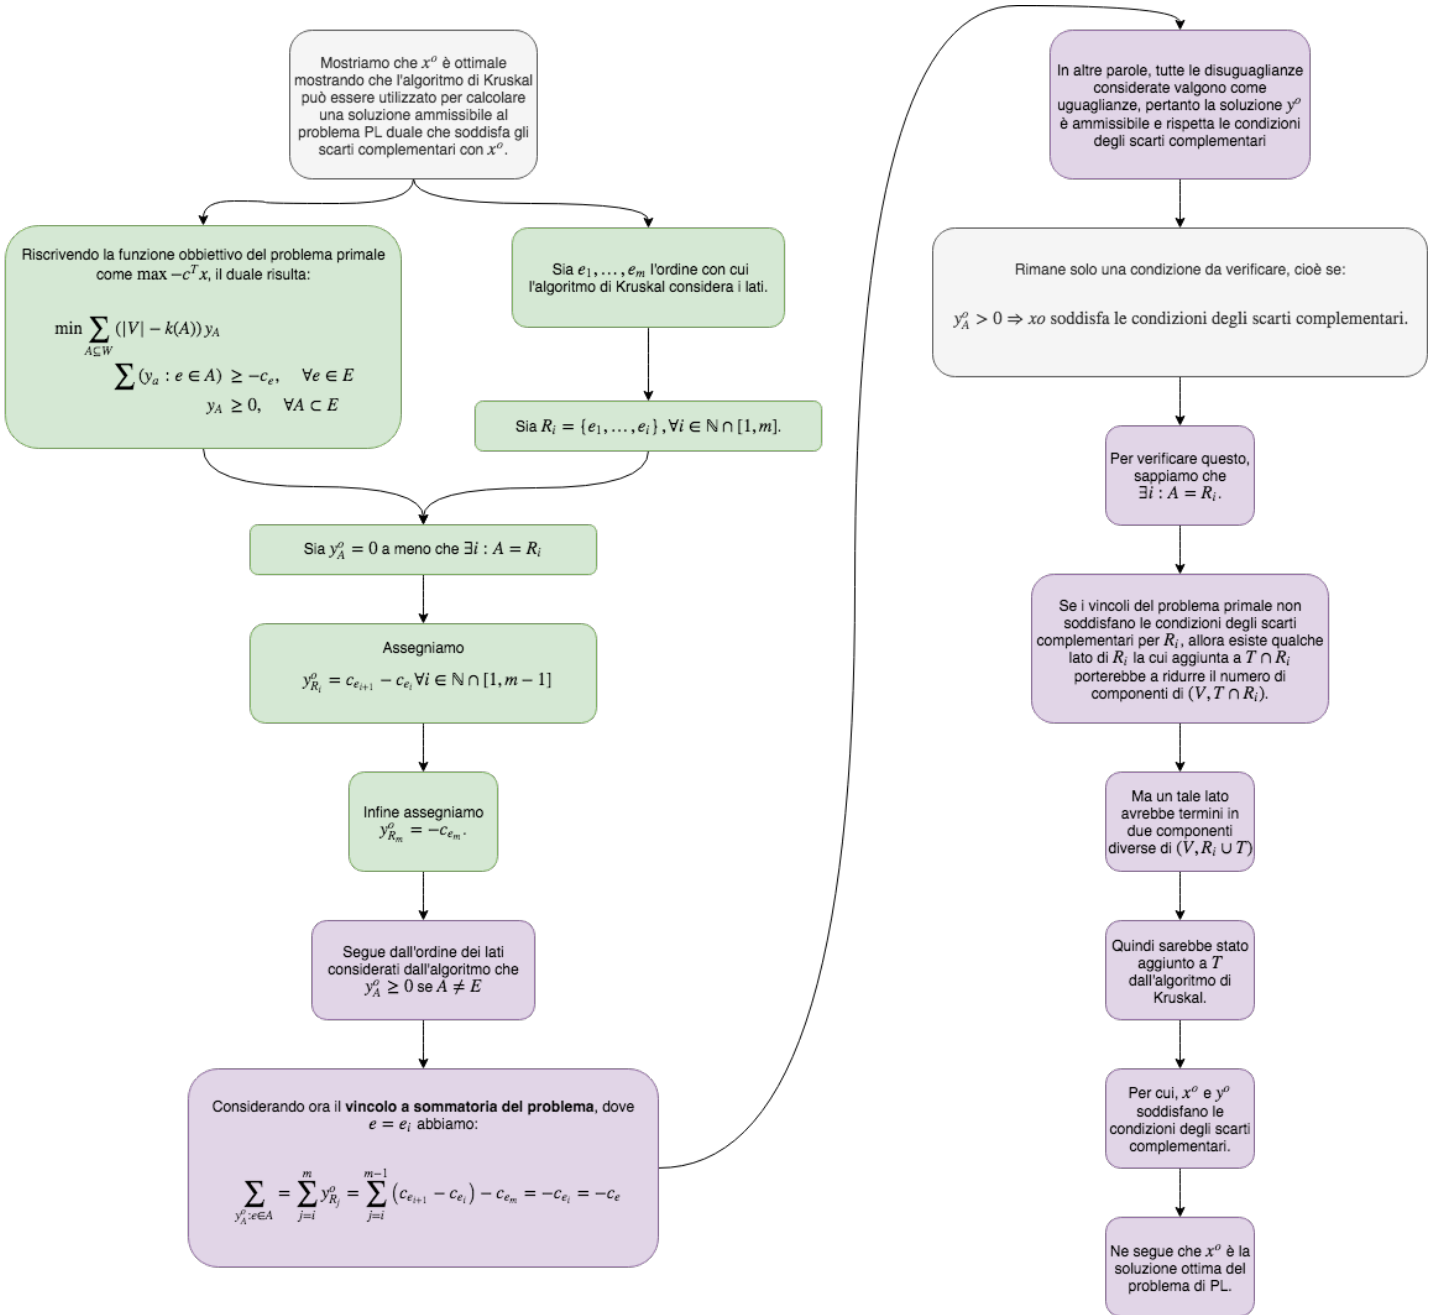 Mostriamo che x^o è ottimale
mostrando che l'algoritmo di Kruskal
può essere utilizzato per calcolare
una soluzione ammissibile al
problema PL duale che soddisfa gli
scarti complementari con x^o.
Riscrivendo la funzione obbiettivo del problema primale
come max −c^T x, il duale risulta:
min ∑_{A⊆W} (|V| − k(A)) y_A
∑ (y_a : e ∈ A) ≥ −c_e, ∀e ∈ E
y_A ≥ 0, ∀A ⊂ E
Sia e_1, … , e_m l'ordine con cui
l'algoritmo di Kruskal considera i lati.
Sia R_i = {e_1, … , e_i} , ∀i ∈ ℕ ∩ [1, m].
Sia y_A^o = 0 a meno che ∃i : A = R_i
Assegniamo
y_{R_i}^o = c_{e_{i+1}} − c_{e_i} ∀i ∈ ℕ ∩ [1, m − 1]
Infine assegniamo
y_{R_m}^o = −c_{e_m}.
Segue dall'ordine dei lati
considerati dall'algoritmo che
y_A^o ≥ 0 se A ≠ E
Considerando ora il vincolo a sommatoria del problema, dove
e = e_i abbiamo:
∑_{y_A^o:e∈A} = ∑_{j=i}^{m} y_{R_j}^o = ∑_{j=i}^{m−1} (c_{e_{i+1}} − c_{e_i}) − c_{e_m} = −c_{e_i} = −c_e
In altre parole, tutte le disuguaglianze
considerate valgono come
uguaglianze, pertanto la soluzione y^o
è ammissibile e rispetta le condizioni
degli scarti complementari
Rimane solo una condizione da verificare, cioè se:
y_A^o > 0 ⇒ xo soddisfa le condizioni degli scarti complementari.
Per verificare questo,
sappiamo che
∃i : A = R_i.
Se i vincoli del problema primale non
soddisfano le condizioni degli scarti
complementari per R_i, allora esiste qualche
lato di R_i la cui aggiunta a T ∩ R_i
porterebbe a ridurre il numero di
componenti di (V, T ∩ R_i).
Ma un tale lato
avrebbe termini in
due componenti
diverse di (V, R_i ∪ T)
Quindi sarebbe stato
aggiunto a T
dall'algoritmo di
Kruskal.
Per cui, x^o e y^o
soddisfano le
condizioni degli scarti
complementari.
Ne segue che x^o è la
soluzione ottima del
problema di PL.